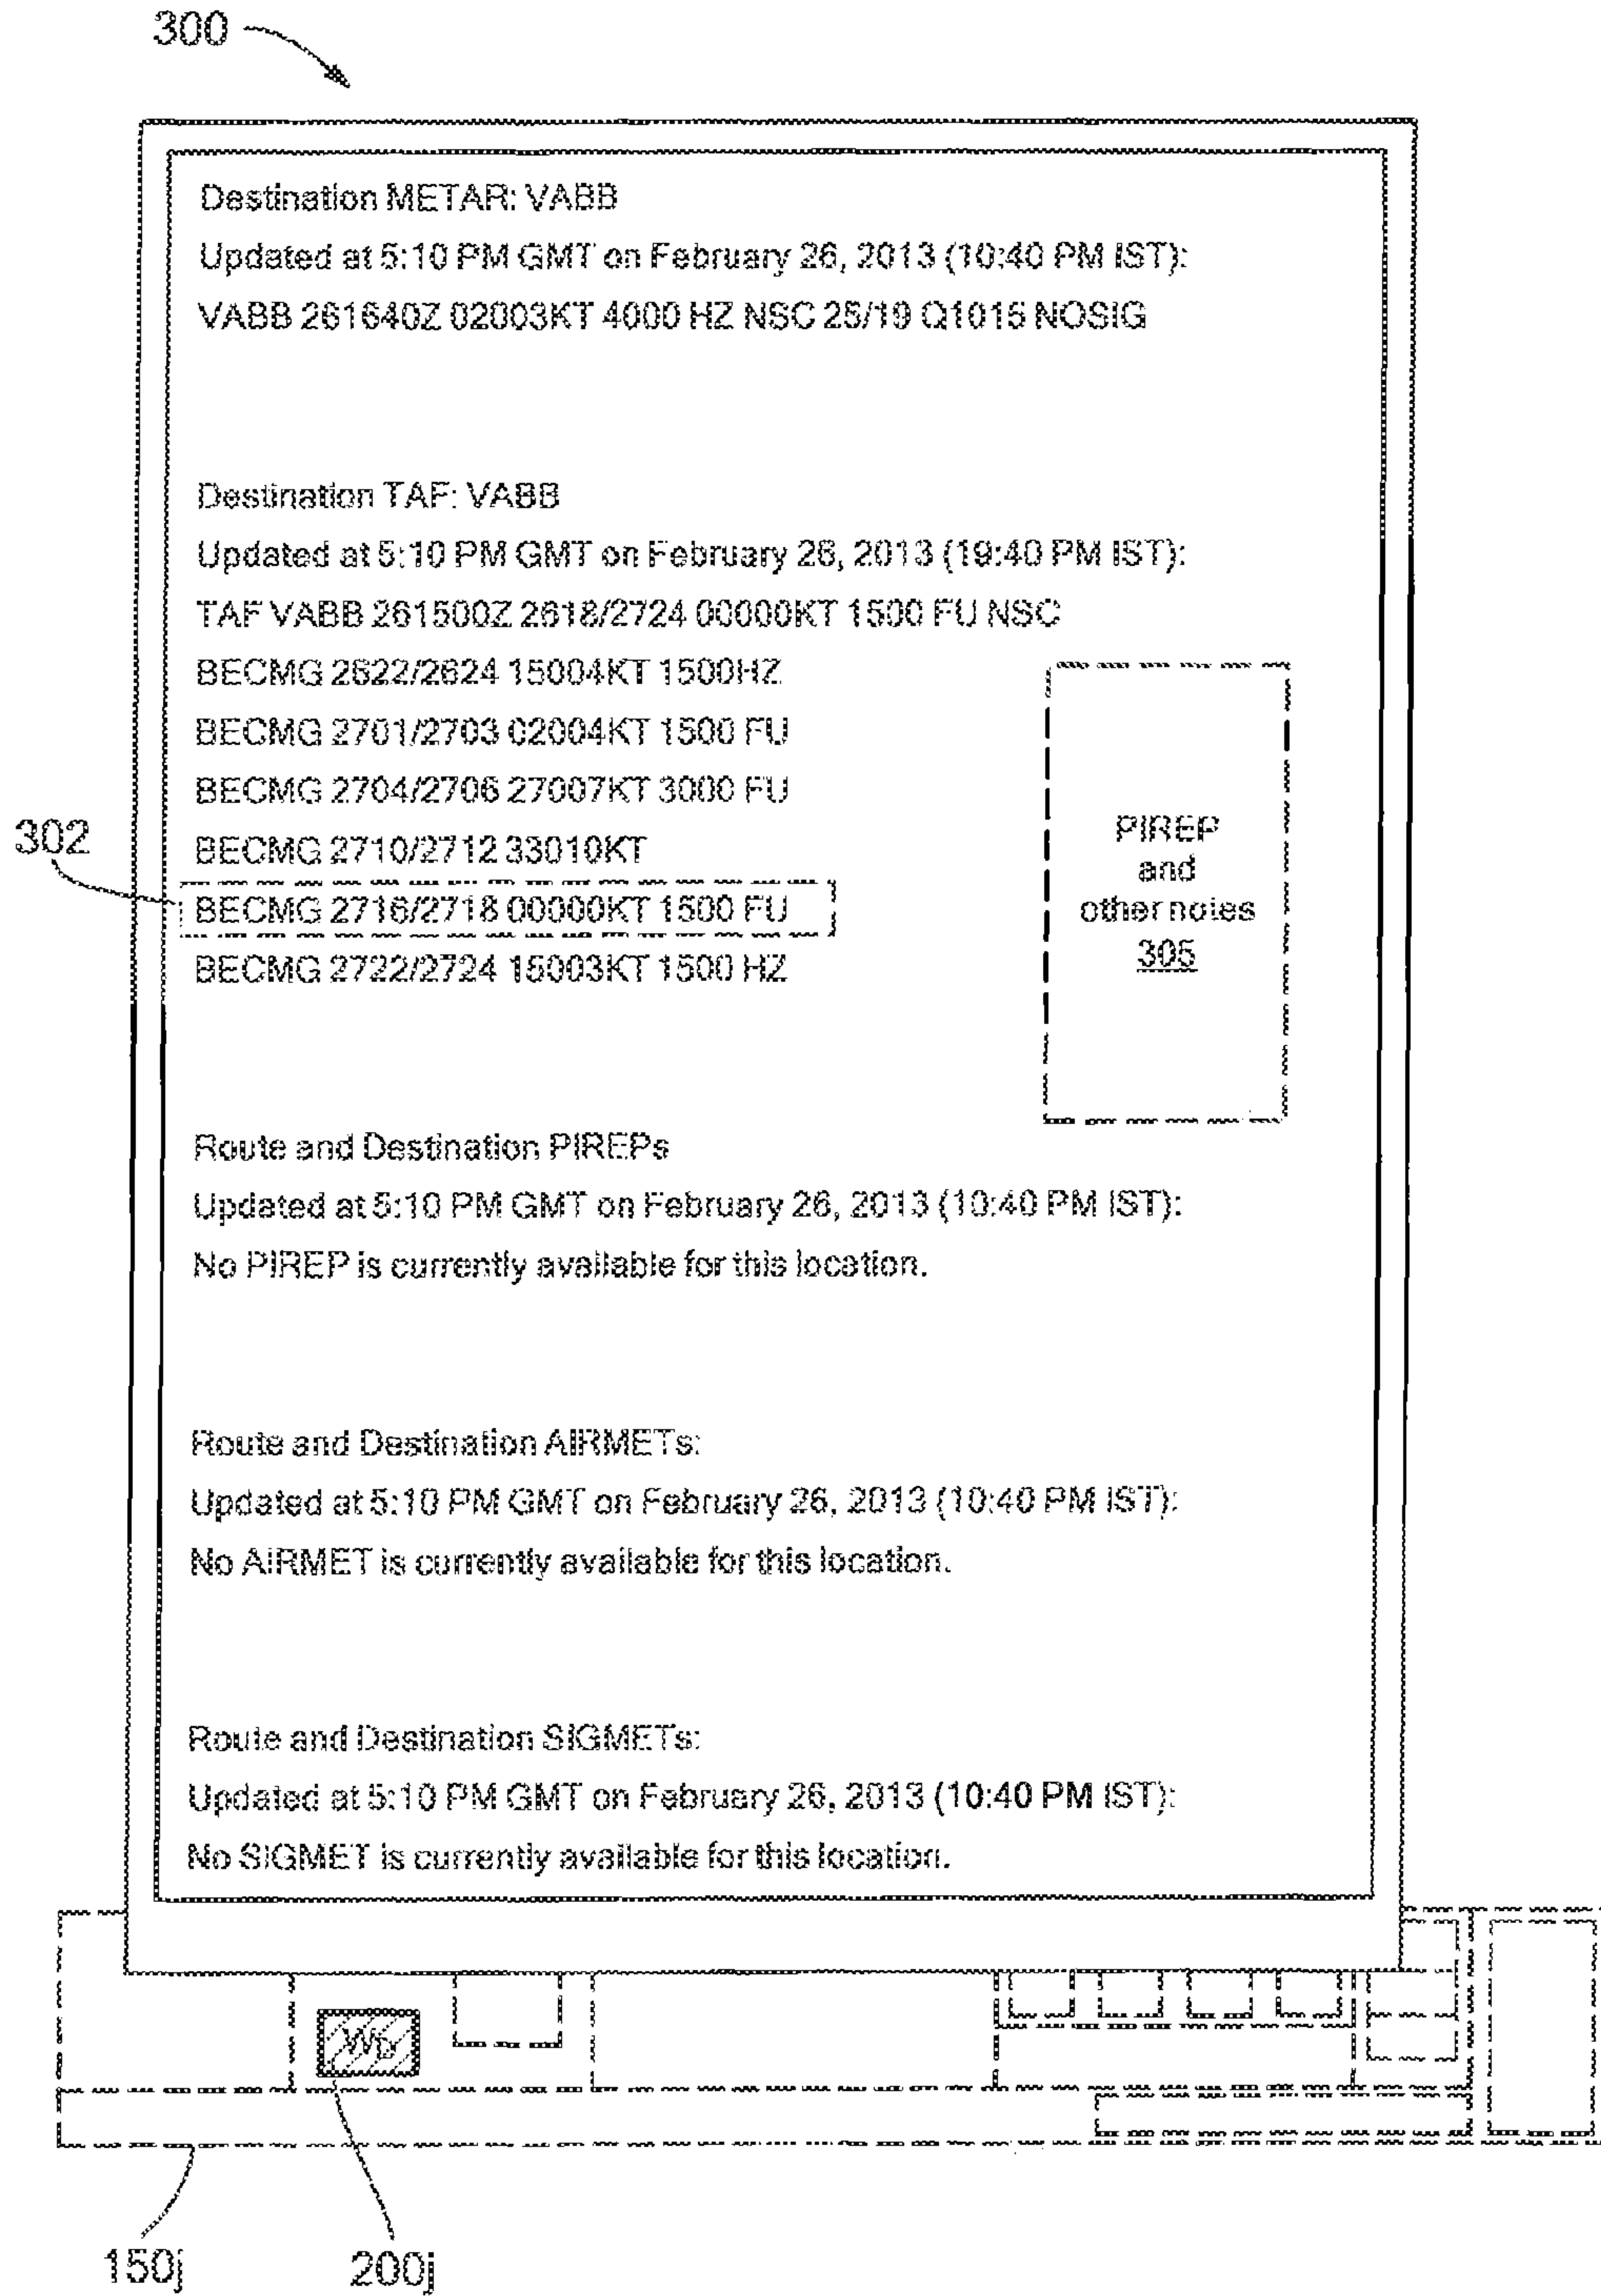 300
Destination METAR: VABB
Updated at 5:10 PM GMT on February 26, 2013 (10:40 PM IST):
VABB 261640Z 02003KT 4000 HZ NSC 25/19 Q1015 NOSIG
Destination TAF: VABB
Updated at 5:10 PM GMT on February 26, 2013 (19:40 PM IST):
TAF VABB 261500Z 2618/2724 00000KT 1500 FU NSC
BECMG 2622/2624 15004KT 1500HZ
BECMG 2701/2703 02004KT 1500 FU
BECMG 2704/2706 27007KT 3000 FU
BECMG 2710/2712 33010KT
302
BECMG 2716/2718 00000KT 1500 FU
BECMG 2722/2724 15003KT 1500 HZ
PIREP
and
other notes
305
Route and Destination PIREPs
Updated at 5:10 PM GMT on February 26, 2013 (10:40 PM IST):
No PIREP is currently available for this location.
Route and Destination AIRMETs:
Updated at 5:10 PM GMT on February 26, 2013 (10:40 PM IST):
No AIRMET is currently available for this location.
Route and Destination SIGMETs:
Updated at 5:10 PM GMT on February 26, 2013 (10:40 PM IST):
No SIGMET is currently available for this location.
150j
200j